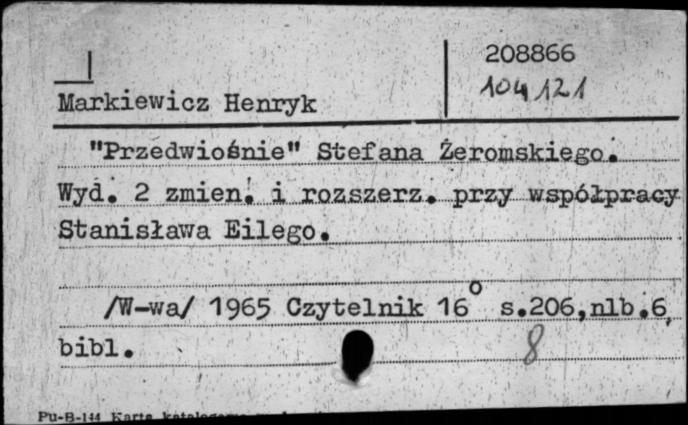 208866
104121
Markiewicz Henryk
"Przedwiośnie" Stefana Żeromskiego.
Wyd. 2 zmien. i rozszerz. przy współpracy
Stanisława Eilego.
/W-wa/ 1965 Czytelnik 16° s.206,nlb.6,
bibl.
8
Pu-B-144 Karta